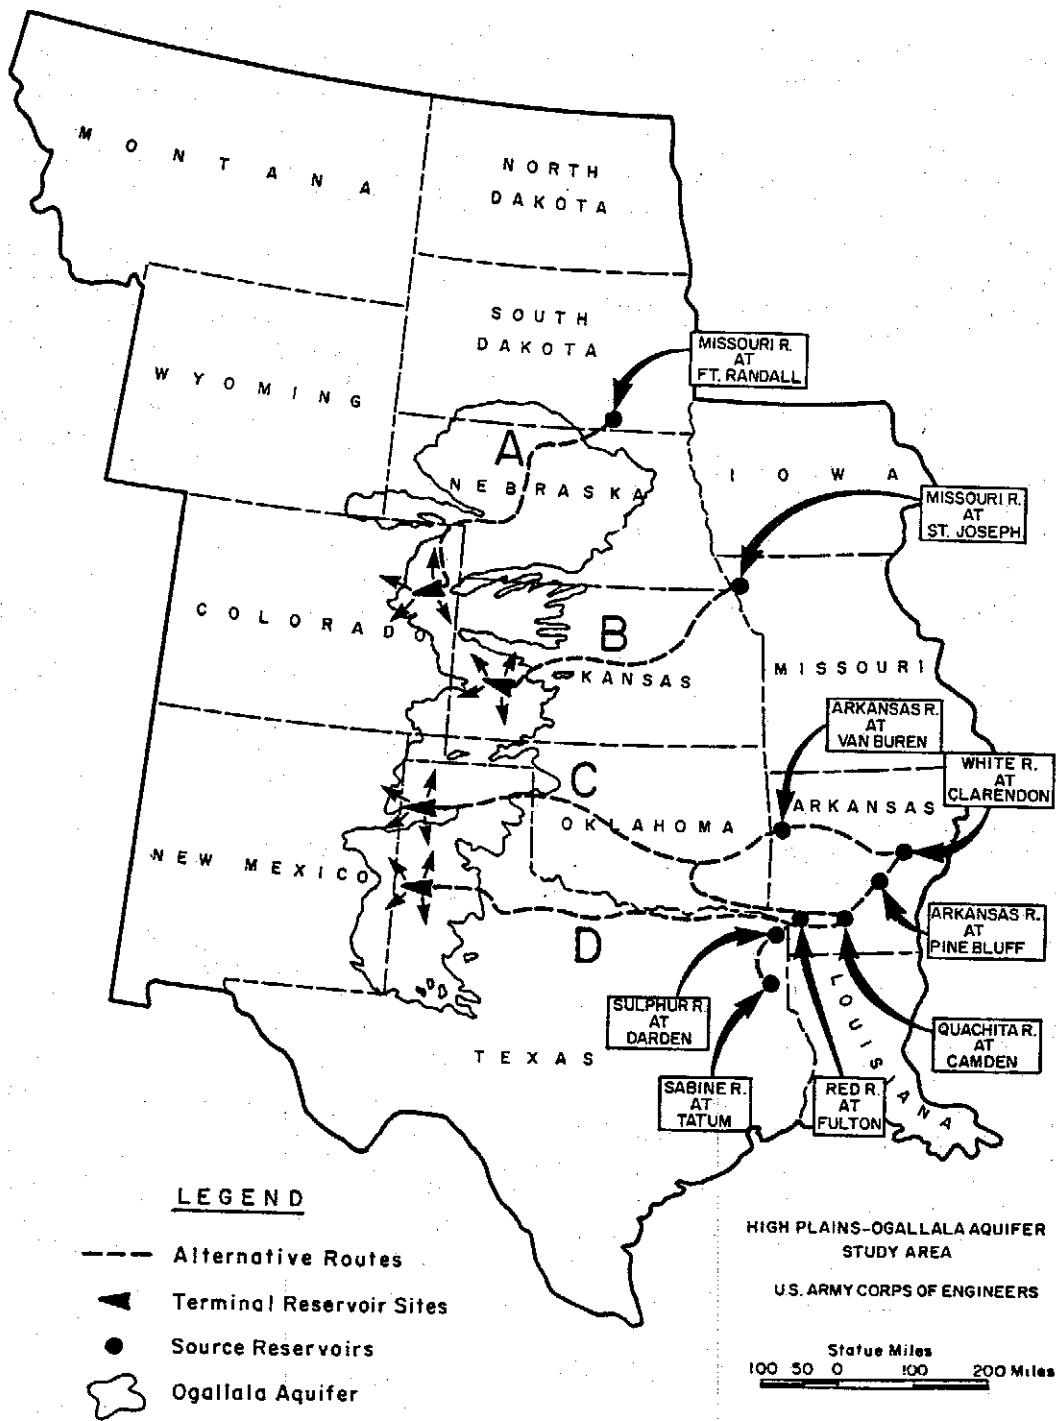 MONTANA
NORTH
DAKOTA
SOUTH
DAKOTA
MISSOURI R.
AT
FT. RANDALL
WYOMING
A
NEBRASKA
IOWA
MISSOURI R.
AT
ST. JOSEPH
COLORADO
B
KANSAS
MISSOURI
ARKANSAS R.
AT
VAN BUREN
WHITE R.
AT
CLARENDON
C
OKLAHOMA
ARKANSAS
NEW MEXICO
ARKANSAS R.
AT
PINE BLUFF
D
SULPHUR R.
AT
DARDEN
LOUISIANA
QUACHITA R.
AT
CAMDEN
TEXAS
SABINE R.
AT
TATUM
RED R.
AT
FULTON
LEGEND
Alternative Routes
Terminal Reservoir Sites
Source Reservoirs
Ogallala Aquifer
HIGH PLAINS-OGALLALA AQUIFER
STUDY AREA
U.S. ARMY CORPS OF ENGINEERS
Statue Miles
100 50 0 100 200 Miles